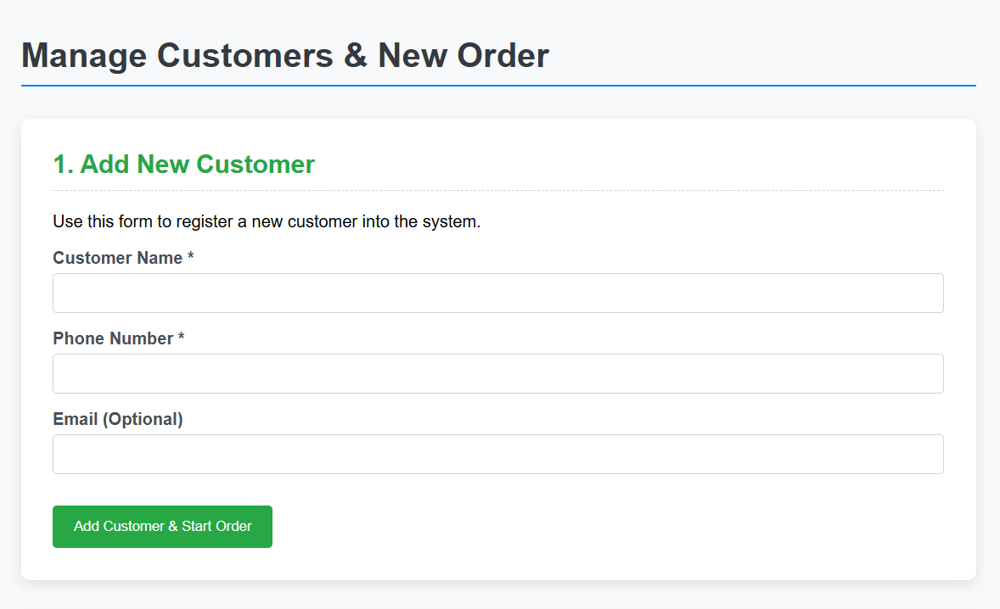 Manage Customers & New Order
1. Add New Customer
Use this form to register a new customer into the system.
Customer Name *
Phone Number *
Email (Optional)
Add Customer & Start Order